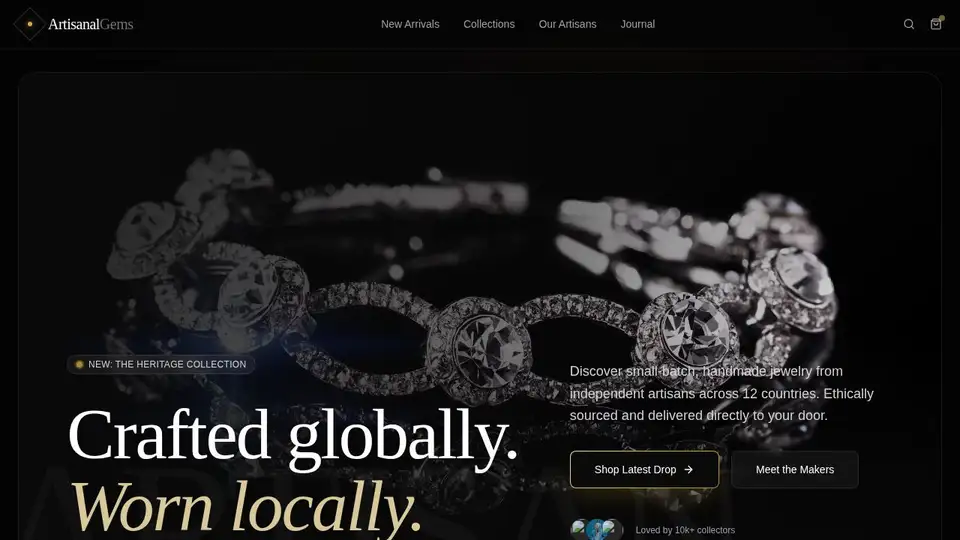 ArtisanalGems
New Arrivals
Collections
Our Artisans
Journal
NEW: THE HERITAGE COLLECTION
Crafted globally.
Worn locally.
Discover small-batch, handmade jewelry from
independent artisans across 12 countries. Ethically
sourced and delivered directly to your door.
Shop Latest Drop →
Meet the Makers
Loved by 10k+ collectors